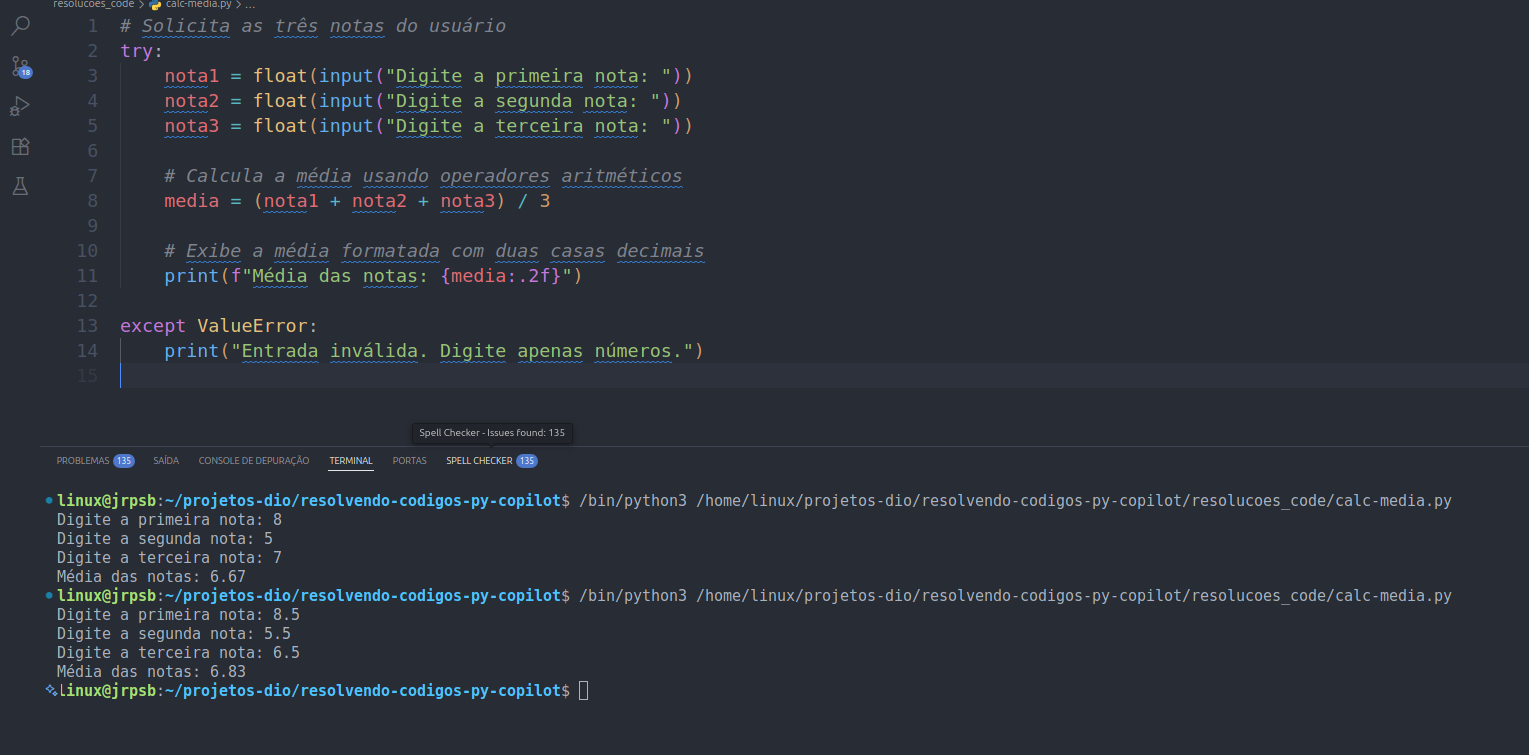 resolucoes_code > calc-media.py > ...
1 # Solicita as três notas do usuário
2 try:
3 nota1 = float(input("Digite a primeira nota: "))
4 nota2 = float(input("Digite a segunda nota: "))
5 nota3 = float(input("Digite a terceira nota: "))
6
7 # Calcula a média usando operadores aritméticos
8 media = (nota1 + nota2 + nota3) / 3
9
10 # Exibe a média formatada com duas casas decimais
11 print(f"Média das notas: {media:.2f}")
12
13 except ValueError:
14 print("Entrada inválida. Digite apenas números.")
15
18
Spell Checker - Issues found: 135
PROBLEMAS 135 SAÍDA CONSOLE DE DEPURAÇÃO TERMINAL PORTAS SPELL CHECKER 135
linux@jrpsb:~/projetos-dio/resolvendo-codigos-py-copilot$ /bin/python3 /home/linux/projetos-dio/resolvendo-codigos-py-copilot/resolucoes_code/calc-media.py
Digite a primeira nota: 8
Digite a segunda nota: 5
Digite a terceira nota: 7
Média das notas: 6.67
linux@jrpsb:~/projetos-dio/resolvendo-codigos-py-copilot$ /bin/python3 /home/linux/projetos-dio/resolvendo-codigos-py-copilot/resolucoes_code/calc-media.py
Digite a primeira nota: 8.5
Digite a segunda nota: 5.5
Digite a terceira nota: 6.5
Média das notas: 6.83
linux@jrpsb:~/projetos-dio/resolvendo-codigos-py-copilot$